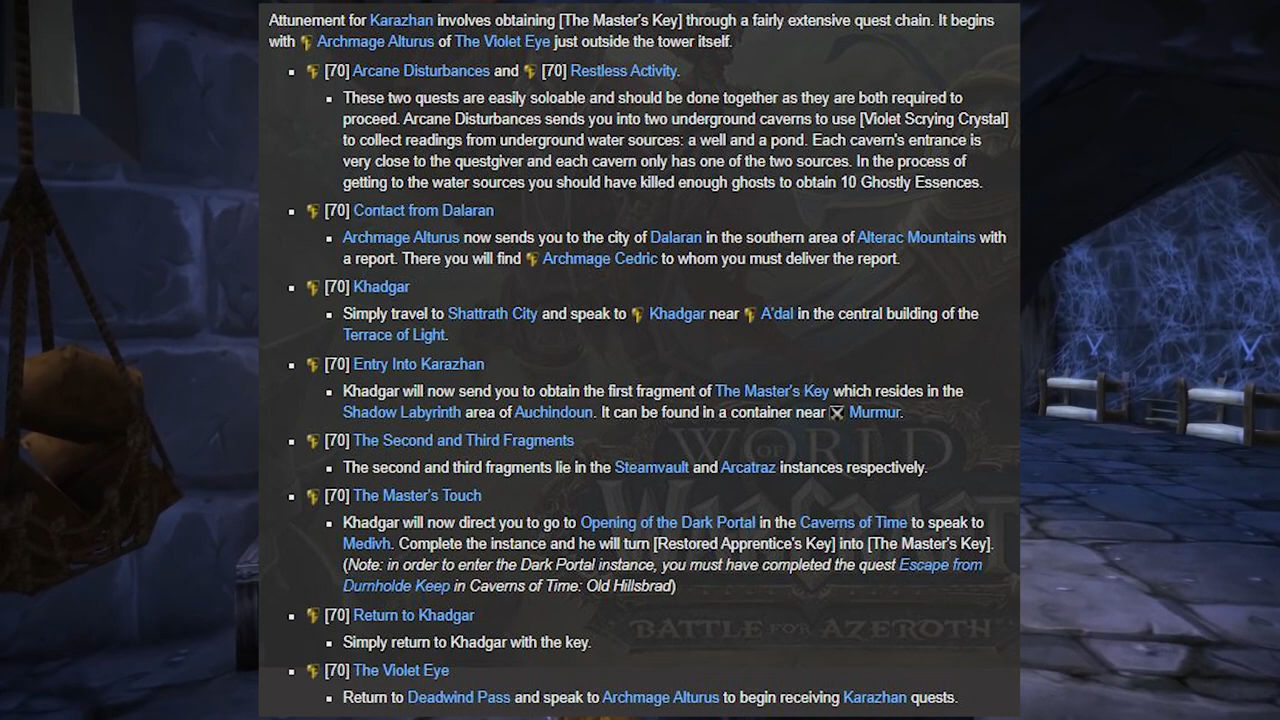 Attunement for Karazhan involves obtaining [The Master's Key] through a fairly extensive quest chain. It begins
with Archmage Alturus of The Violet Eye just outside the tower itself.
[70] Arcane Disturbances and [70] Restless Activity.
These two quests are easily soloable and should be done together as they are both required to
proceed. Arcane Disturbances sends you into two underground caverns to use [Violet Scrying Crystal]
to collect readings from underground water sources: a well and a pond. Each cavern's entrance is
very close to the questgiver and each cavern only has one of the two sources. In the process of
getting to the water sources you should have killed enough ghosts to obtain 10 Ghostly Essences.
[70] Contact from Dalaran
Archmage Alturus now sends you to the city of Dalaran in the southern area of Alterac Mountains with
a report. There you will find Archmage Cedric to whom you must deliver the report.
[70] Khadgar
Simply travel to Shattrath City and speak to Khadgar near A'dal in the central building of the
Terrace of Light.
[70] Entry Into Karazhan
Khadgar will now send you to obtain the first fragment of The Master's Key which resides in the
Shadow Labyrinth area of Auchindoun. It can be found in a container near Murmur.
[70] The Second and Third Fragments
The second and third fragments lie in the Steamvault and Arcatraz instances respectively.
[70] The Master's Touch
Khadgar will now direct you to go to Opening of the Dark Portal in the Caverns of Time to speak to
Medivh. Complete the instance and he will turn [Restored Apprentice's Key] into [The Master's Key].
(Note: in order to enter the Dark Portal instance, you must have completed the quest Escape from
Durnholde Keep in Caverns of Time: Old Hillsbrad)
[70] Return to Khadgar
Simply return to Khadgar with the key.
[70] The Violet Eye
Return to Deadwind Pass and speak to Archmage Alturus to begin receiving Karazhan quests.
WORLD
OF
WARCRAFT
BATTLE FOR AZEROTH